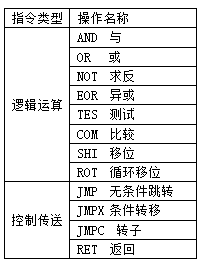 指令类型 操作名称
逻辑运算
AND 与
OR 或
NOT 求反
EOR 异或
TES 测试
COM 比较
SHI 移位
ROT 循环移位
控制传送
JMP 无条件跳转
JMPX 条件转移
JMPC 转子
RET 返回